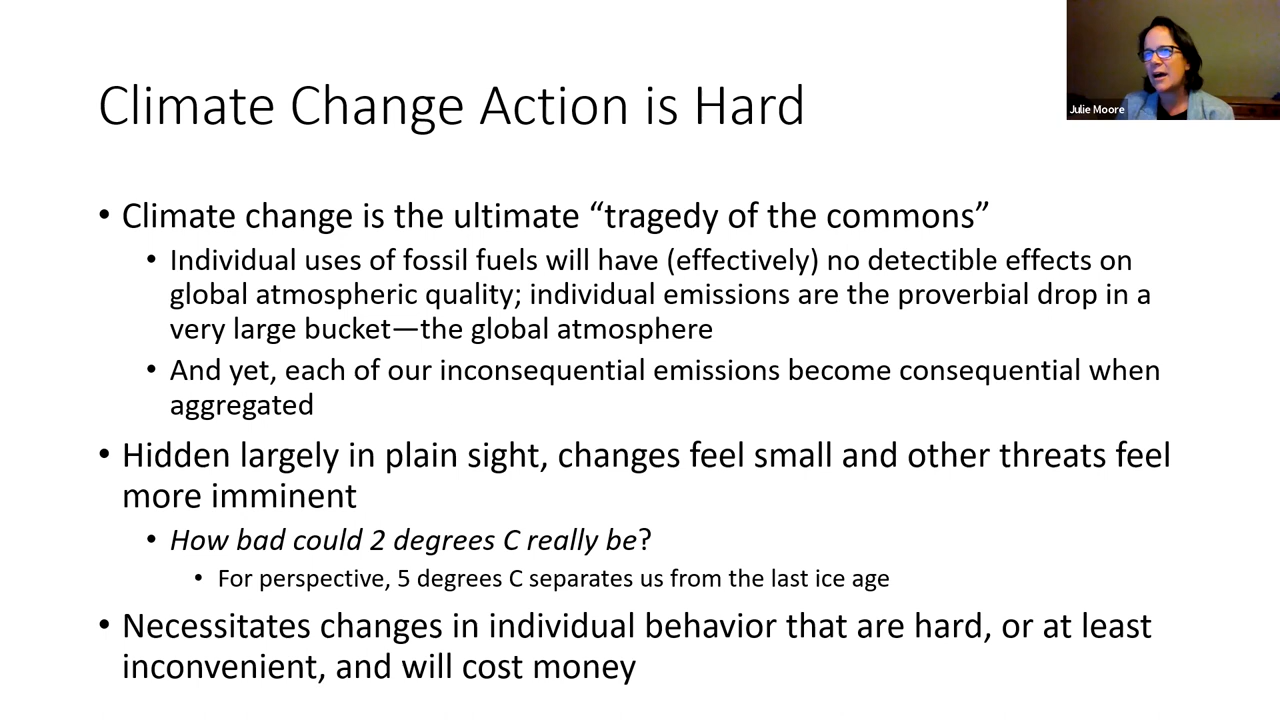 Climate Change Action is Hard
Julie Moore
• Climate change is the ultimate “tragedy of the commons”
• Individual uses of fossil fuels will have (effectively) no detectible effects on
global atmospheric quality; individual emissions are the proverbial drop in a
very large bucket—the global atmosphere
• And yet, each of our inconsequential emissions become consequential when
aggregated
• Hidden largely in plain sight, changes feel small and other threats feel
more imminent
• How bad could 2 degrees C really be?
• For perspective, 5 degrees C separates us from the last ice age
• Necessitates changes in individual behavior that are hard, or at least
inconvenient, and will cost money